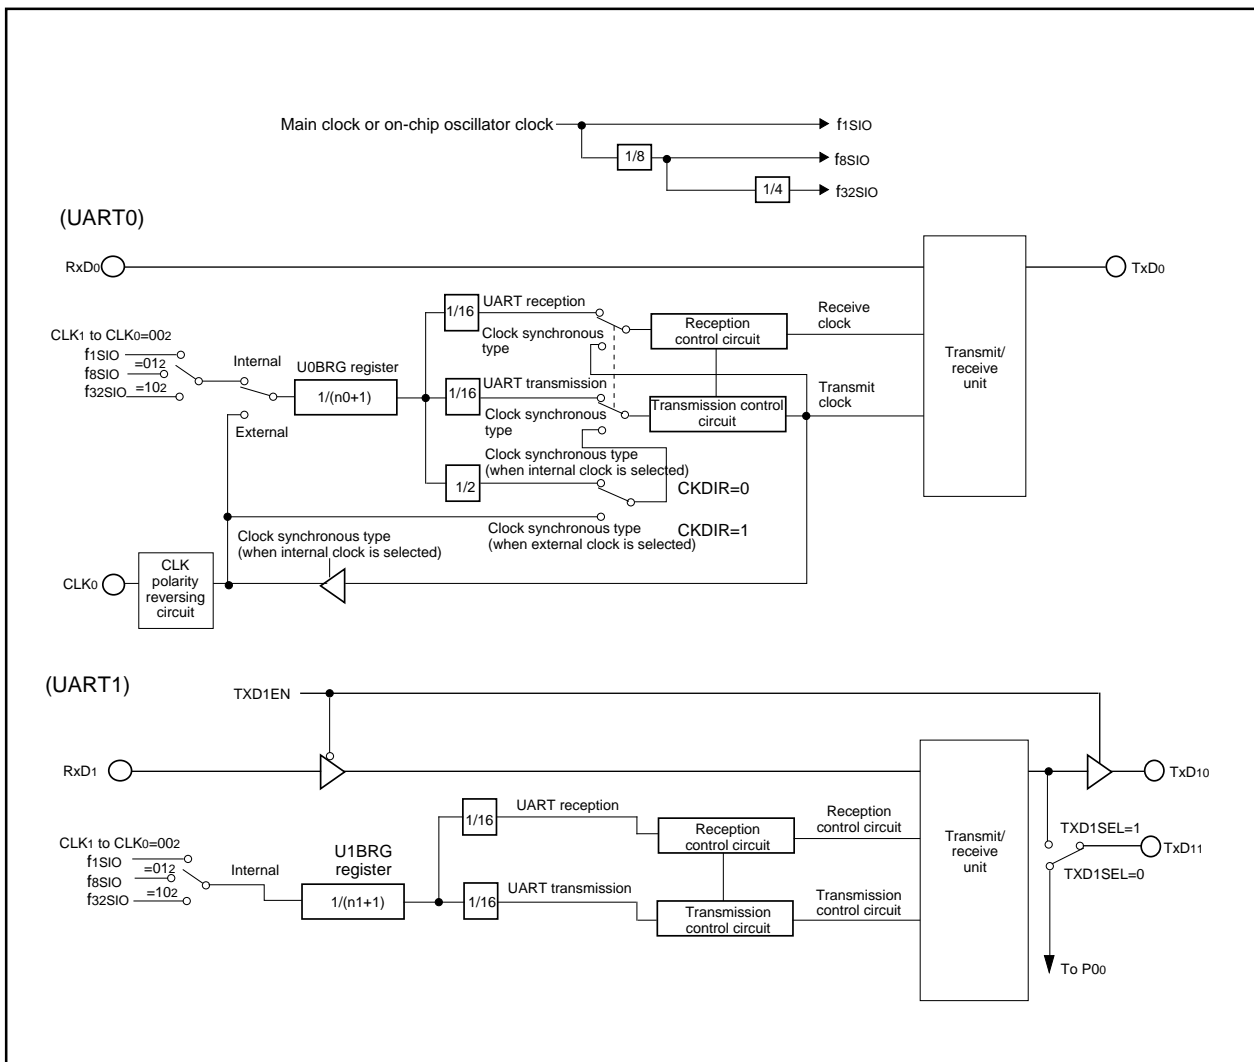 Main clock or on-chip oscillator clock
f1SIO
1/8
f8SIO
1/4
f32SIO
(UART0)
RxD0
TxD0
1/16
UART reception
Clock synchronous
type
Reception
control circuit
Receive
clock
Transmit/
receive
unit
CLK1 to CLK0=002
f1SIO
=012
f8SIO
=102
f32SIO
Internal
External
U0BRG register
1/(n0+1)
1/16
UART transmission
Clock synchronous
type
Transmission control
circuit
Transmit
clock
Clock synchronous type
(when internal clock is selected)
1/2
CKDIR=0
Clock synchronous type
(when external clock is selected)
CKDIR=1
Clock synchronous type
(when internal clock is selected)
CLK0
CLK
polarity
reversing
circuit
(UART1)
TXD1EN
RxD1
TxD10
1/16
UART reception
Reception
control circuit
Reception
control circuit
Transmit/
receive
unit
TXD1SEL=1
TxD11
TXD1SEL=0
CLK1 to CLK0=002
f1SIO
=012
f8SIO
=102
f32SIO
Internal
U1BRG
register
1/(n1+1)
1/16
UART transmission
Transmission
control circuit
Transmission
control circuit
To P00